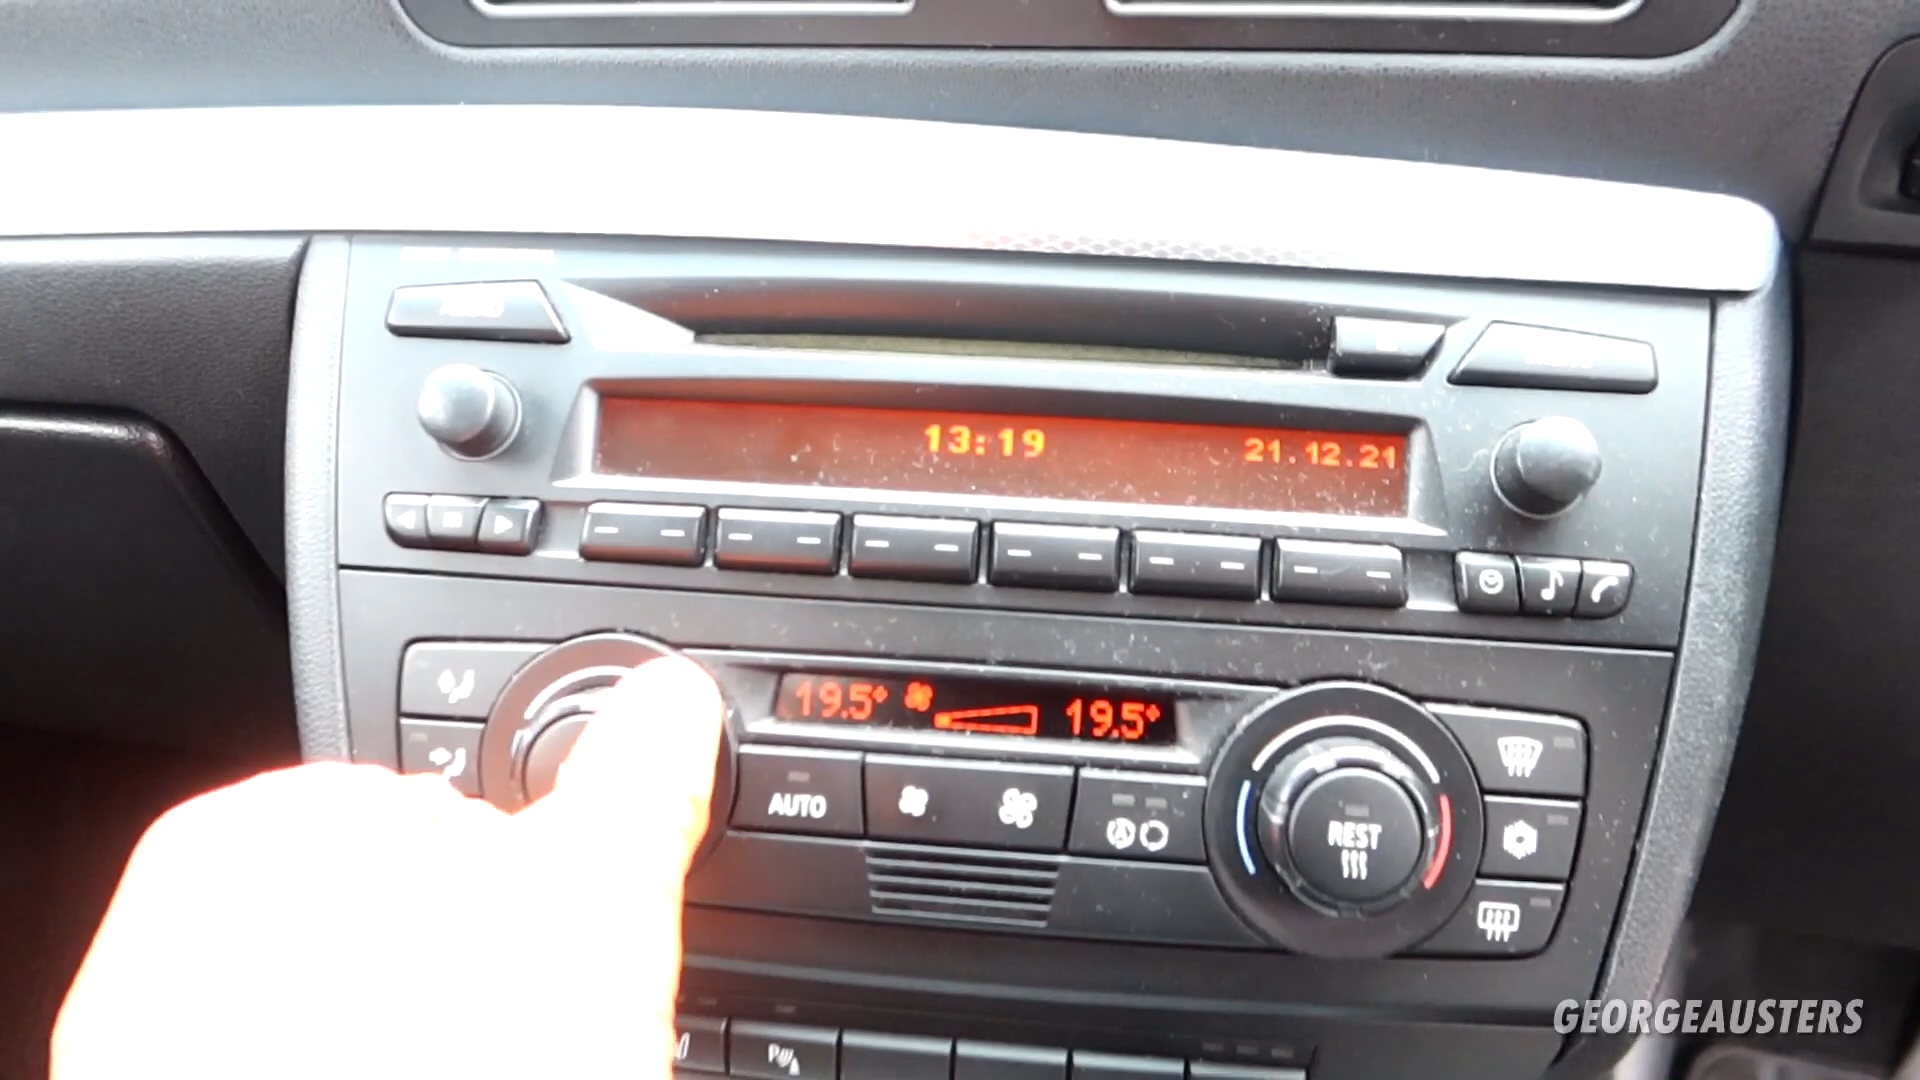 13:19 21.12.21
19.5° 19.5°
AUTO
REST
P
GEORGEAUSTERS